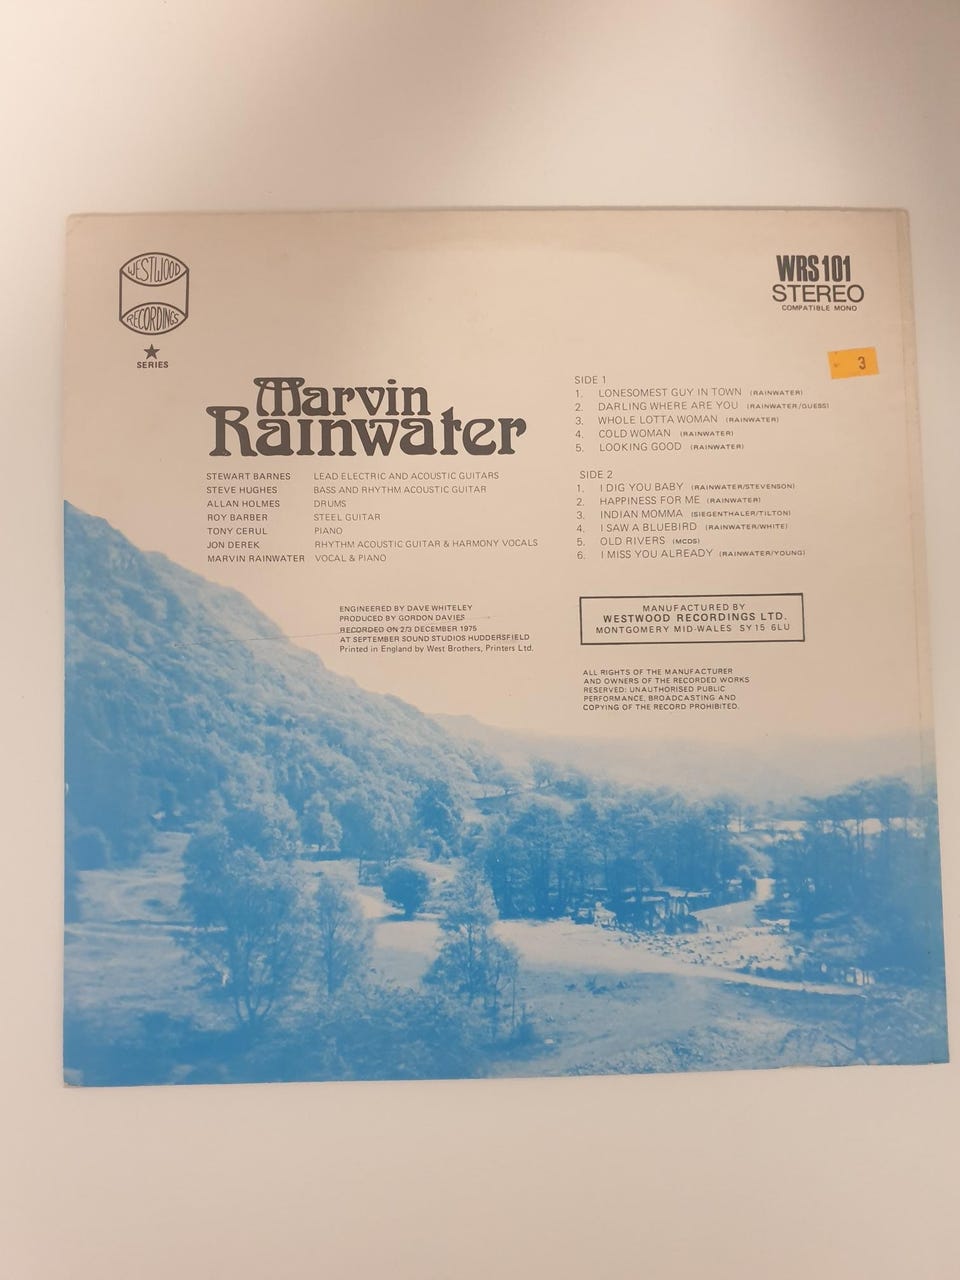 WESTWOOD
RECORDINGS
SERIES
WRS101
STEREO
COMPATIBLE MONO
3
Marvin
Rainwater
STEWART BARNES LEAD ELECTRIC AND ACOUSTIC GUITARS
STEVE HUGHES BASS AND RHYTHM ACOUSTIC GUITAR
ALLAN HOLMES DRUMS
ROY BARBER STEEL GUITAR
TONY CERUL PIANO
JON DEREK RHYTHM ACOUSTIC GUITAR & HARMONY VOCALS
MARVIN RAINWATER VOCAL & PIANO
ENGINEERED BY DAVE WHITELEY
PRODUCED BY GORDON DAVIES
RECORDED ON 2/3 DECEMBER 1975
AT SEPTEMBER SOUND STUDIOS HUDDERSFIELD
Printed in England by West Brothers, Printers Ltd.
SIDE 1
1. LONESOMEST GUY IN TOWN (RAINWATER)
2. DARLING WHERE ARE YOU (RAINWATER/GUESS)
3. WHOLE LOTTA WOMAN (RAINWATER)
4. COLD WOMAN (RAINWATER)
5. LOOKING GOOD (RAINWATER)
SIDE 2
1. I DIG YOU BABY (RAINWATER/STEVENSON)
2. HAPPINESS FOR ME (RAINWATER)
3. INDIAN MOMMA (SIEGENTHALER/TILTON)
4. I SAW A BLUEBIRD (RAINWATER/WHITE)
5. OLD RIVERS (MCDS)
6. I MISS YOU ALREADY (RAINWATER/YOUNG)
MANUFACTURED BY
WESTWOOD RECORDINGS LTD.
MONTGOMERY MID-WALES SY15 6LU
ALL RIGHTS OF THE MANUFACTURER
AND OWNERS OF THE RECORDED WORKS
RESERVED: UNAUTHORISED PUBLIC
PERFORMANCE, BROADCASTING AND
COPYING OF THE RECORD PROHIBITED.